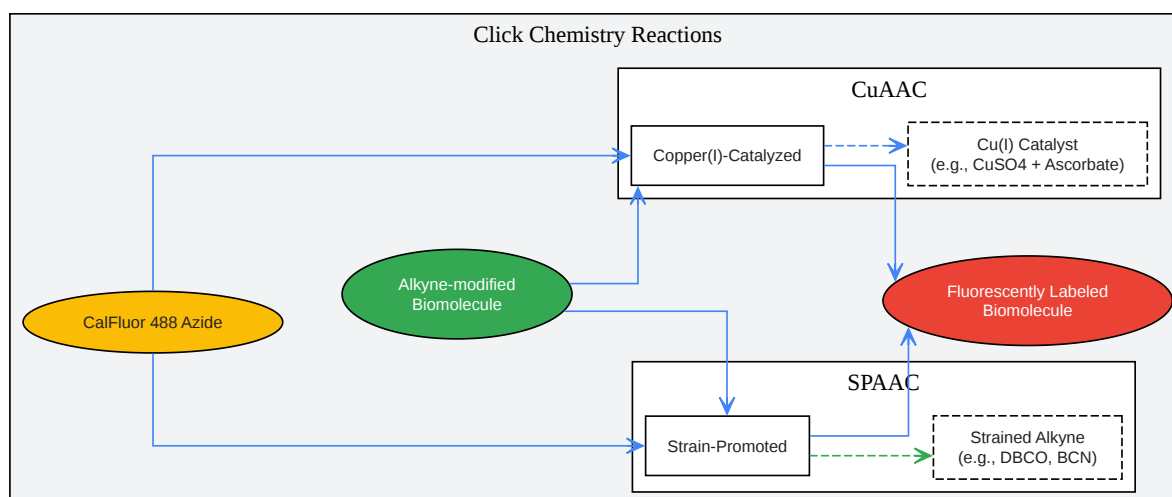 Click Chemistry Reactions
CuAAC
Copper(I)-Catalyzed
Cu(I) Catalyst
(e.g., CuSO4 + Ascorbate)
Alkyne-modified
Biomolecule
Fluorescently Labeled
Biomolecule
CalFluor 488 Azide
SPAAC
Strain-Promoted
Strained Alkyne
(e.g., DBCO, BCN)